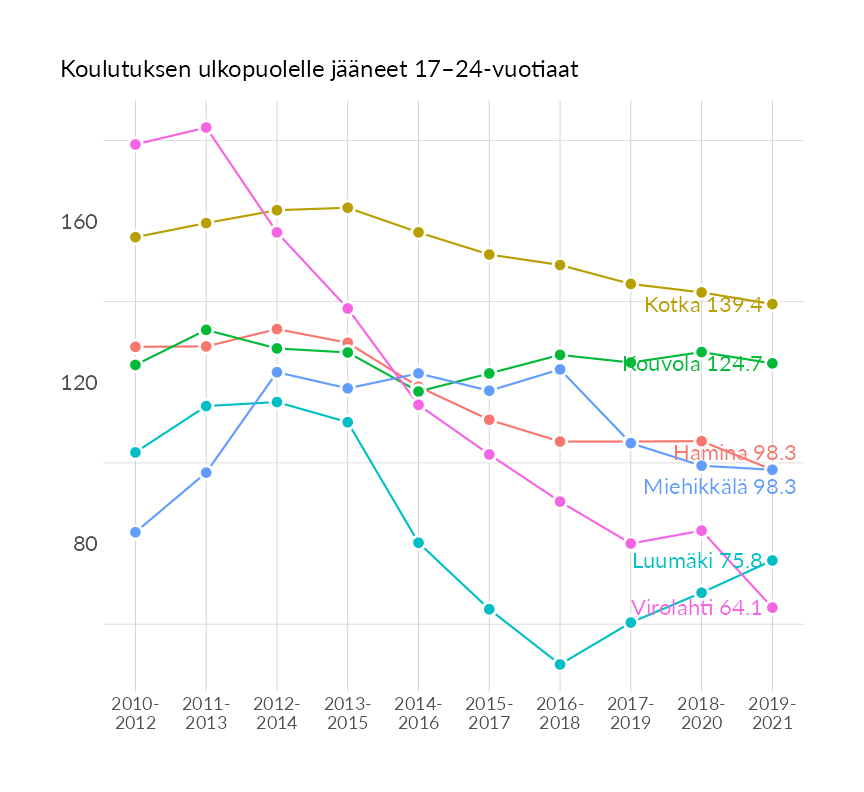 Koulutuksen ulkopuolelle jääneet 17–24-vuotiaat
160
120
80
Kotka 139.4
Kouvola 124.7
Hamina 98.3
Miehikkälä 98.3
Luumäki 75.8
Virolahti 64.1
2010- 2011- 2012- 2013- 2014- 2015- 2016- 2017- 2018- 2019-
2012 2013 2014 2015 2016 2017 2018 2019 2020 2021